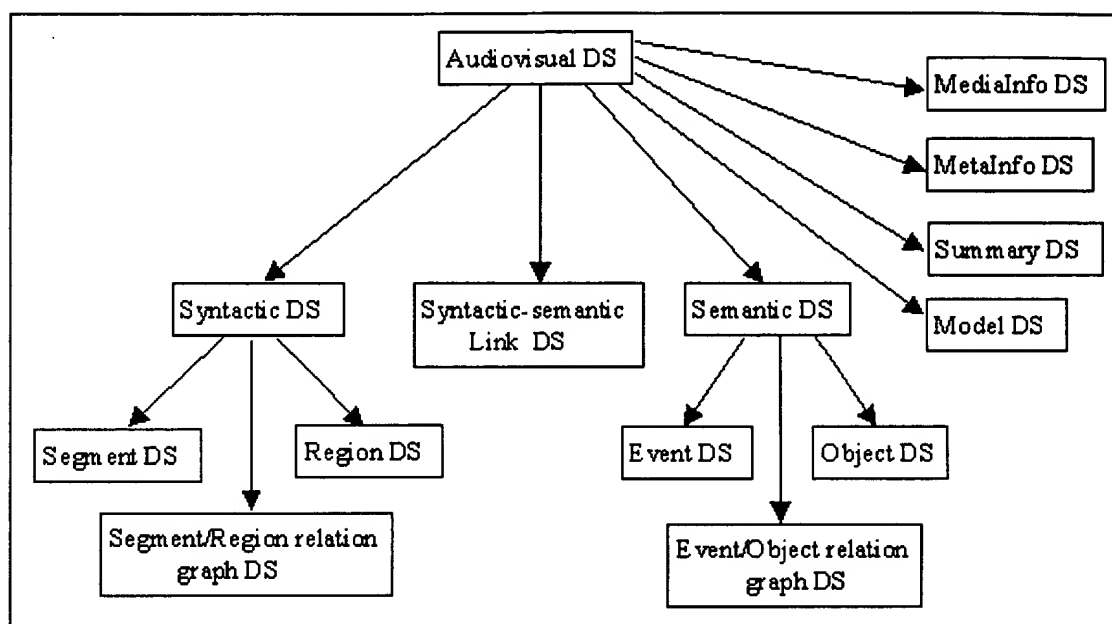 Audiovisual DS
MediaInfo DS
MetaInfo DS
Summary DS
Model DS
Syntactic DS
Syntactic-semantic
Link DS
Semantic DS
Segment DS
Region DS
Event DS
Object DS
Segment/Region relation
graph DS
Event/Object relation
graph DS